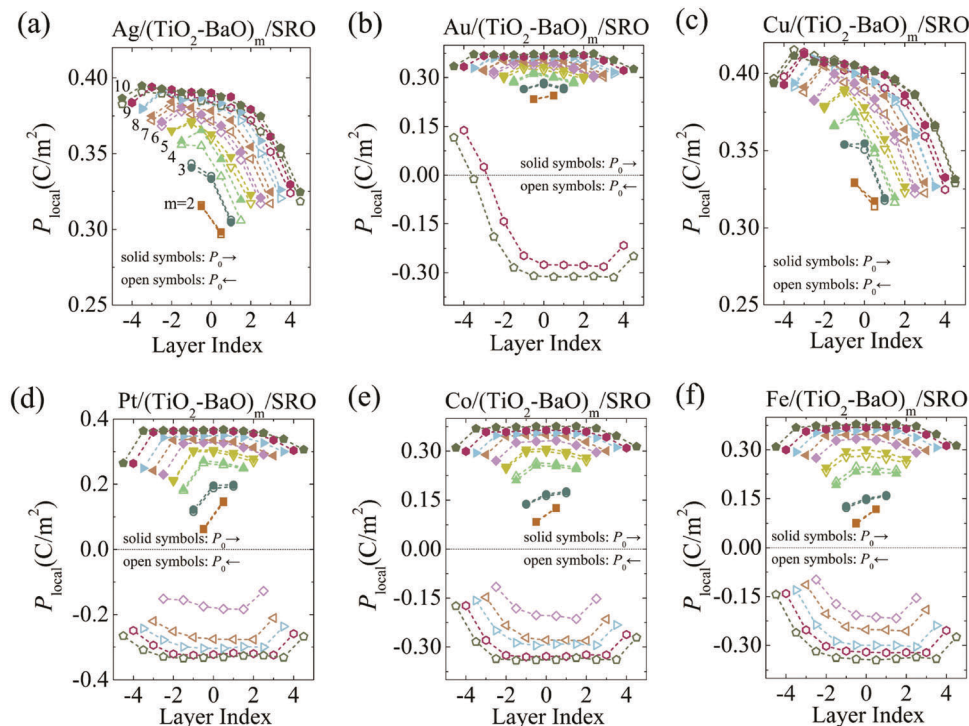 (a) Ag/(TiO2-BaO)m/SRO
Plocal(C/m2)
0.40
0.35
0.30
0.25
10
9
8
7
6
5
4
3
m=2
solid symbols: P0→
open symbols: P0←
-4 -2 0 2 4
Layer Index
(b) Au/(TiO2-BaO)m/SRO
Plocal(C/m2)
0.30
0.15
0.00
-0.15
-0.30
solid symbols: P0→
open symbols: P0←
-4 -2 0 2 4
Layer Index
(c) Cu/(TiO2-BaO)m/SRO
Plocal(C/m2)
0.40
0.35
0.30
0.25
solid symbols: P0→
open symbols: P0←
-4 -2 0 2 4
Layer Index
(d) Pt/(TiO2-BaO)m/SRO
Plocal(C/m2)
0.4
0.2
0.0
-0.2
-0.4
solid symbols: P0→
open symbols: P0←
-4 -2 0 2 4
Layer Index
(e) Co/(TiO2-BaO)m/SRO
Plocal(C/m2)
0.30
0.15
0.00
-0.15
-0.30
solid symbols: P0→
open symbols: P0←
-4 -2 0 2 4
Layer Index
(f) Fe/(TiO2-BaO)m/SRO
Plocal(C/m2)
0.30
0.15
0.00
-0.15
-0.30
solid symbols: P0→
open symbols: P0←
-4 -2 0 2 4
Layer Index